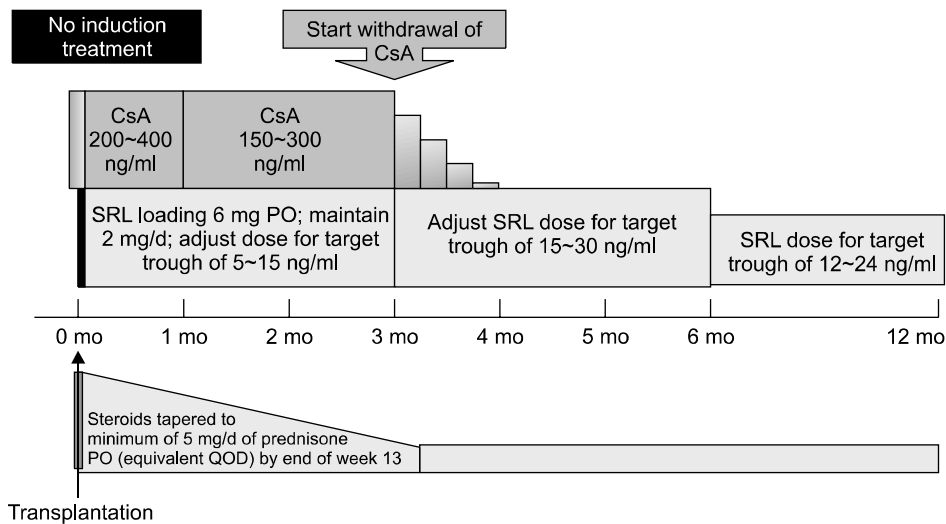 No induction
treatment
Start withdrawal of
CsA
CsA
200~400
ng/ml
CsA
150~300
ng/ml
SRL loading 6 mg PO; maintain
2 mg/d; adjust dose for target
trough of 5~15 ng/ml
Adjust SRL dose for target
trough of 15~30 ng/ml
SRL dose for target
trough of 12~24 ng/ml
0 mo 1 mo 2 mo 3 mo 4 mo 5 mo 6 mo 12 mo
Steroids tapered to
minimum of 5 mg/d of prednisone
PO (equivalent QOD) by end of week 13
Transplantation